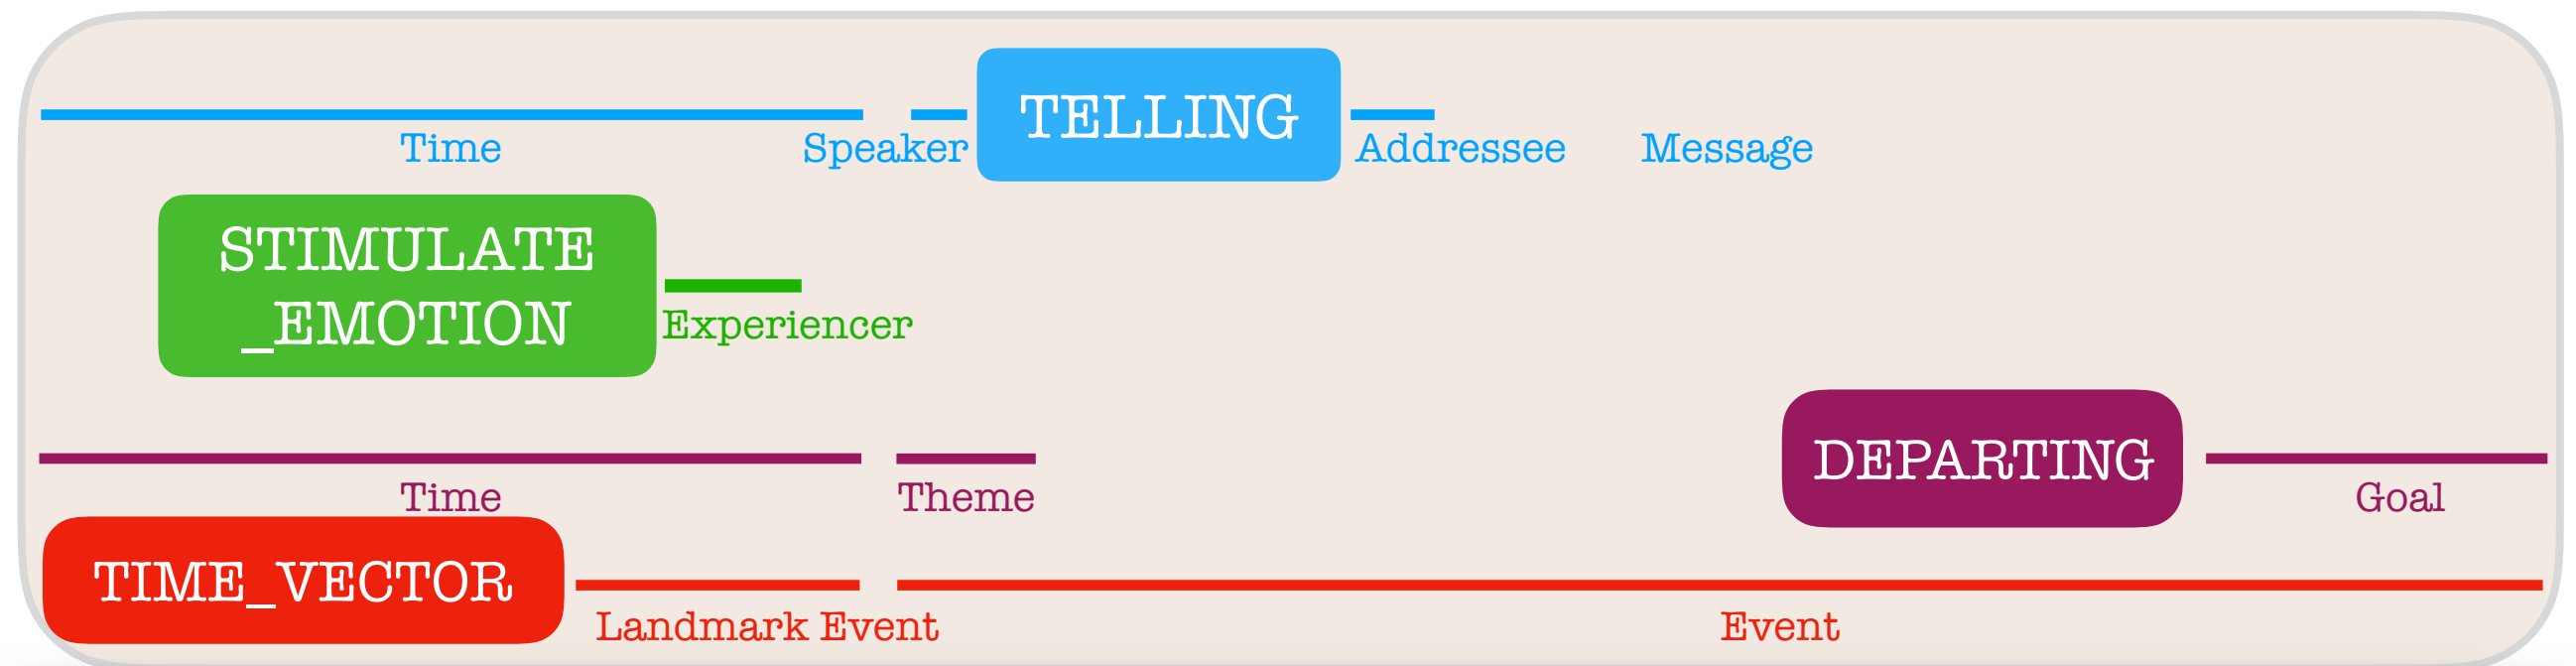 TELLING
Time Speaker Addressee Message
STIMULATE
_EMOTION
Experiencer
DEPARTING
Time Theme Goal
TIME_VECTOR
Landmark Event Event